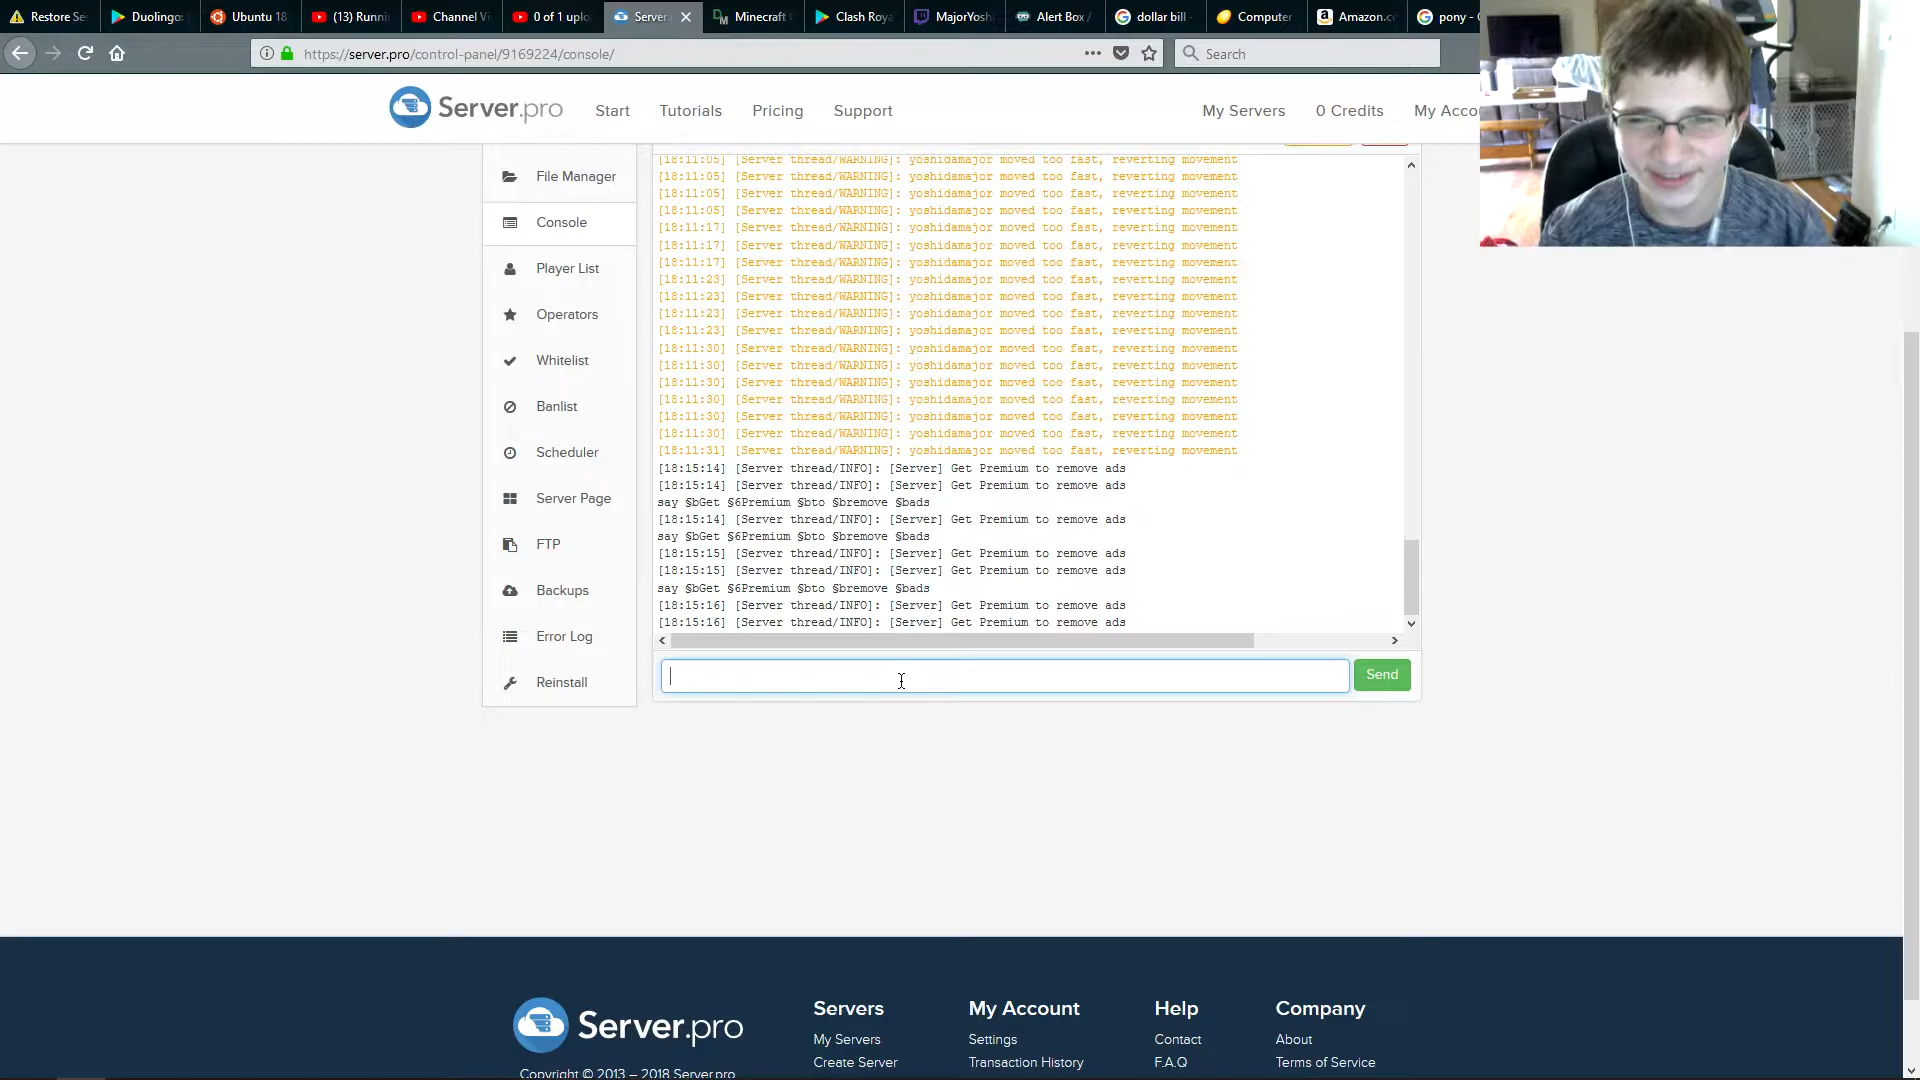 Restore Se
Duolingo:
Ubuntu 18
(13) Runni
Channel Vi
0 of 1 uplo
Server.
Minecraft
Clash Roya
MajorYosh
Alert Box /
dollar bill -
Computer
Amazon.co
pony - G
https://server.pro/control-panel/9169224/console/
Search
Server.pro
Start
Tutorials
Pricing
Support
My Servers
0 Credits
My Accou
File Manager
Console
Player List
Operators
Whitelist
Banlist
Scheduler
Server Page
FTP
Backups
Error Log
Reinstall
[18:11:05] [Server thread/WARNING]: yoshidamajor moved too fast, reverting movement
[18:11:05] [Server thread/WARNING]: yoshidamajor moved too fast, reverting movement
[18:11:05] [Server thread/WARNING]: yoshidamajor moved too fast, reverting movement
[18:11:05] [Server thread/WARNING]: yoshidamajor moved too fast, reverting movement
[18:11:17] [Server thread/WARNING]: yoshidamajor moved too fast, reverting movement
[18:11:17] [Server thread/WARNING]: yoshidamajor moved too fast, reverting movement
[18:11:17] [Server thread/WARNING]: yoshidamajor moved too fast, reverting movement
[18:11:23] [Server thread/WARNING]: yoshidamajor moved too fast, reverting movement
[18:11:23] [Server thread/WARNING]: yoshidamajor moved too fast, reverting movement
[18:11:23] [Server thread/WARNING]: yoshidamajor moved too fast, reverting movement
[18:11:23] [Server thread/WARNING]: yoshidamajor moved too fast, reverting movement
[18:11:30] [Server thread/WARNING]: yoshidamajor moved too fast, reverting movement
[18:11:30] [Server thread/WARNING]: yoshidamajor moved too fast, reverting movement
[18:11:30] [Server thread/WARNING]: yoshidamajor moved too fast, reverting movement
[18:11:30] [Server thread/WARNING]: yoshidamajor moved too fast, reverting movement
[18:11:30] [Server thread/WARNING]: yoshidamajor moved too fast, reverting movement
[18:11:30] [Server thread/WARNING]: yoshidamajor moved too fast, reverting movement
[18:11:31] [Server thread/WARNING]: yoshidamajor moved too fast, reverting movement
[18:15:14] [Server thread/INFO]: [Server] Get Premium to remove ads
[18:15:14] [Server thread/INFO]: [Server] Get Premium to remove ads
say §bGet §6Premium §bto §bremove §bads
[18:15:14] [Server thread/INFO]: [Server] Get Premium to remove ads
say §bGet §6Premium §bto §bremove §bads
[18:15:15] [Server thread/INFO]: [Server] Get Premium to remove ads
[18:15:15] [Server thread/INFO]: [Server] Get Premium to remove ads
say §bGet §6Premium §bto §bremove §bads
[18:15:16] [Server thread/INFO]: [Server] Get Premium to remove ads
[18:15:16] [Server thread/INFO]: [Server] Get Premium to remove ads
Send
Server.pro
Copyright © 2013 – 2018 Server.pro
Servers
My Servers
Create Server
My Account
Settings
Transaction History
Help
Contact
F.A.Q
Company
About
Terms of Service